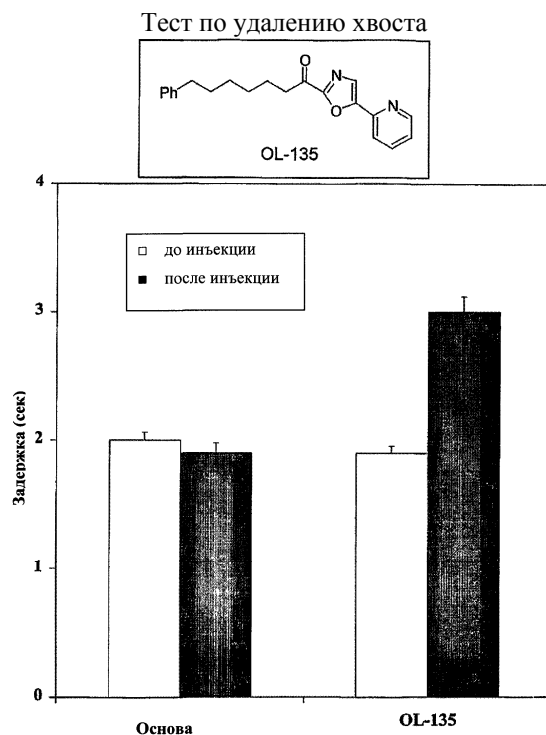 Тест по удалению хвоста
O
N
Ph
O
N
OL-135
4
до инъекции
после инъекции
3
2
1
0
Задержка (сек)
Основа
OL-135